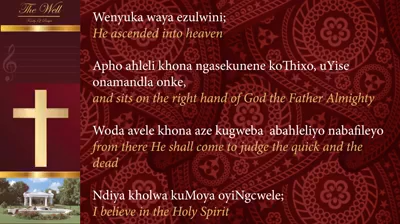 The Well
Wenyuka waya ezulwini;
He ascended into heaven
Apho ahleli khona ngasekunene koThixo, uYise
onamandla onke,
and sits on the right hand of God the Father Almighty
Woda avele khona aze kugweba abahleliyo nabafileyo
from there He shall come to judge the quick and the
dead
Ndiya kholwa kuMoya oyiNgcwele;
I believe in the Holy Spirit